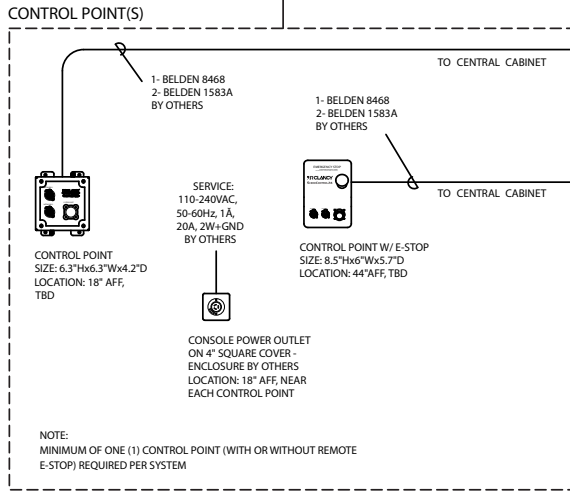 CONTROL POINT(S)
TO CENTRAL CABINET
1- BELDEN 8468
2- BELDEN 1583A
BY OTHERS
1- BELDEN 8468
2- BELDEN 1583A
BY OTHERS
EMERGENCY STOP
CLANCY
SERVICE:
110-240VAC,
50-60Hz, 1Å,
20A, 2W+GND
BY OTHERS
TO CENTRAL CABINET
CONTROL POINT
SIZE: 6.3"Hx6.3"Wx4.2"D
LOCATION: 18" AFF,
TBD
CONTROL POINT W/ E-STOP
SIZE: 8.5"Hx6"Wx5.7"D
LOCATION: 44"AFF, TBD
CONSOLE POWER OUTLET
ON 4" SQUARE COVER -
ENCLOSURE BY OTHERS
LOCATION: 18" AFF, NEAR
EACH CONTROL POINT
NOTE:
MINIMUM OF ONE (1) CONTROL POINT (WITH OR WITHOUT REMOTE
E-STOP) REQUIRED PER SYSTEM